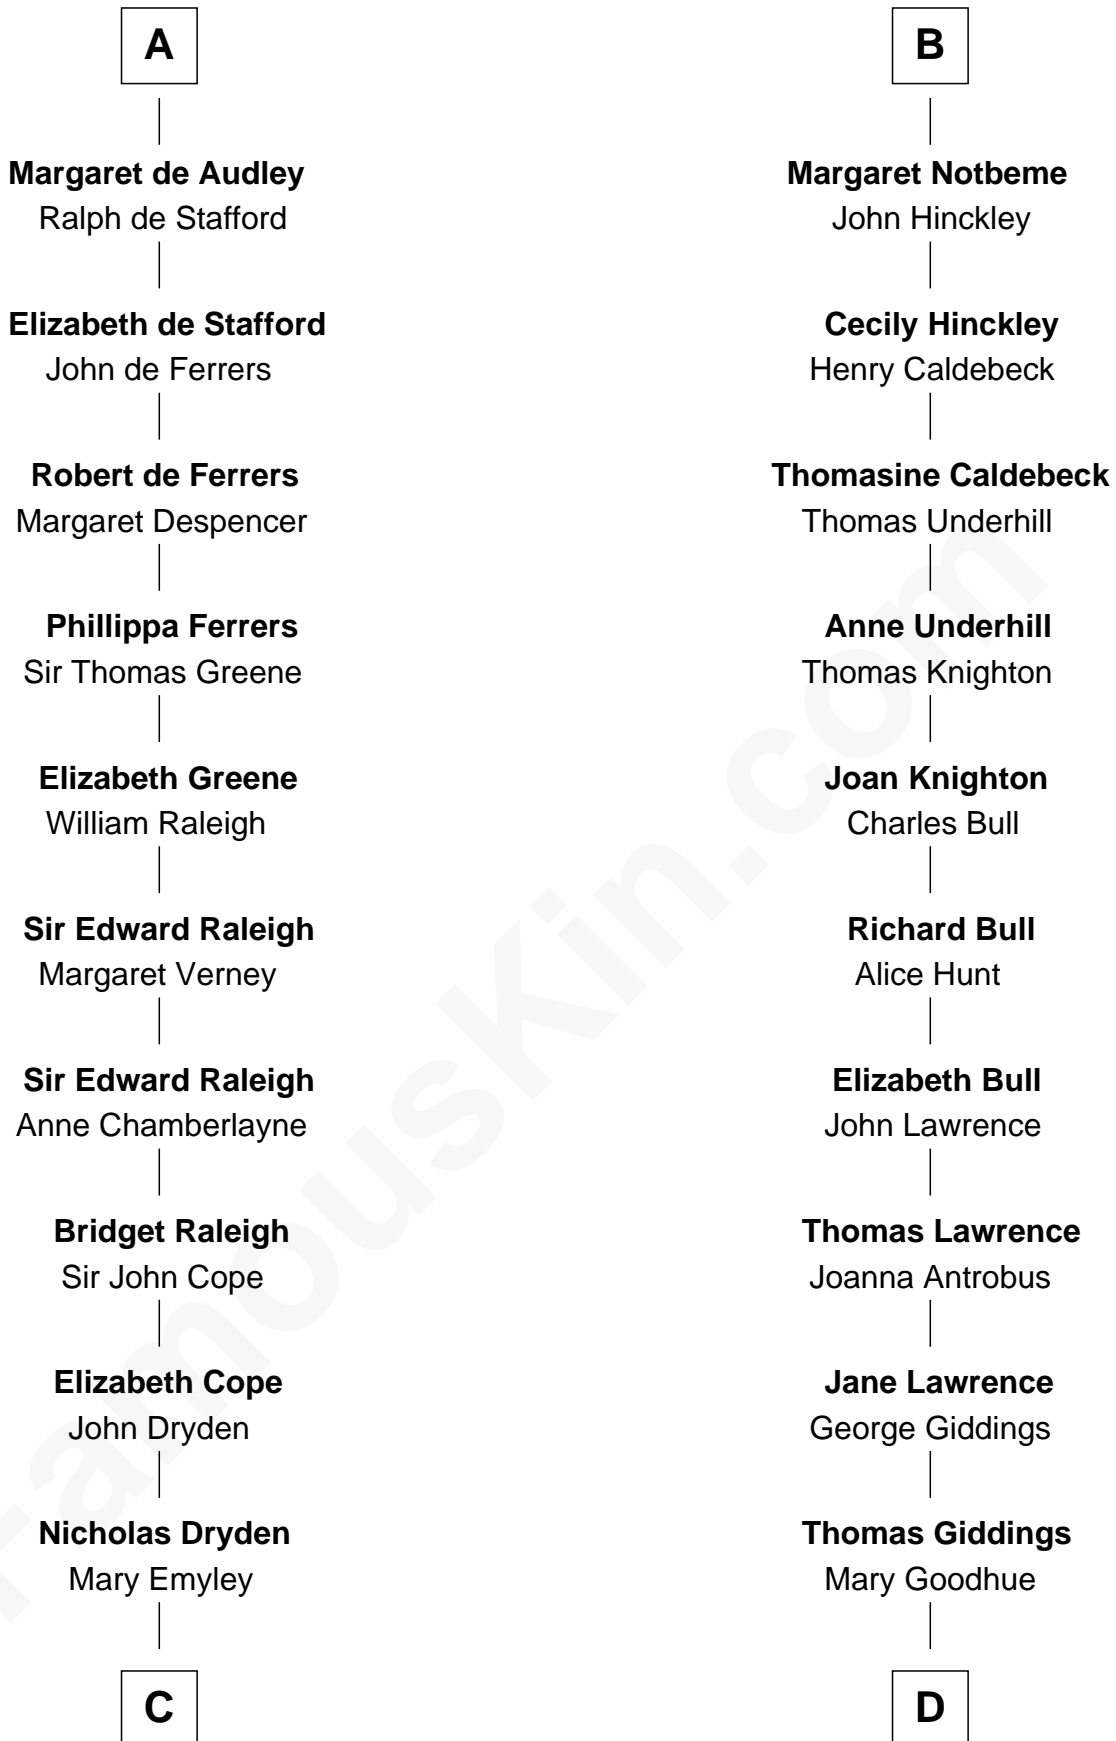 A
Margaret de Audley
Ralph de Stafford
Elizabeth de Stafford
John de Ferrers
Robert de Ferrers
Margaret Despencer
Phillippa Ferrers
Sir Thomas Greene
Elizabeth Greene
William Raleigh
Sir Edward Raleigh
Margaret Verney
Sir Edward Raleigh
Anne Chamberlayne
Bridget Raleigh
Sir John Cope
Elizabeth Cope
John Dryden
Nicholas Dryden
Mary Emyley
C
B
Margaret Notbeme
John Hinckley
Cecily Hinckley
Henry Caldebeck
Thomasine Caldebeck
Thomas Underhill
Anne Underhill
Thomas Knighton
Joan Knighton
Charles Bull
Richard Bull
Alice Hunt
Elizabeth Bull
John Lawrence
Thomas Lawrence
Joanna Antrobus
Jane Lawrence
George Giddings
Thomas Giddings
Mary Goodhue
D
FamousKin.com